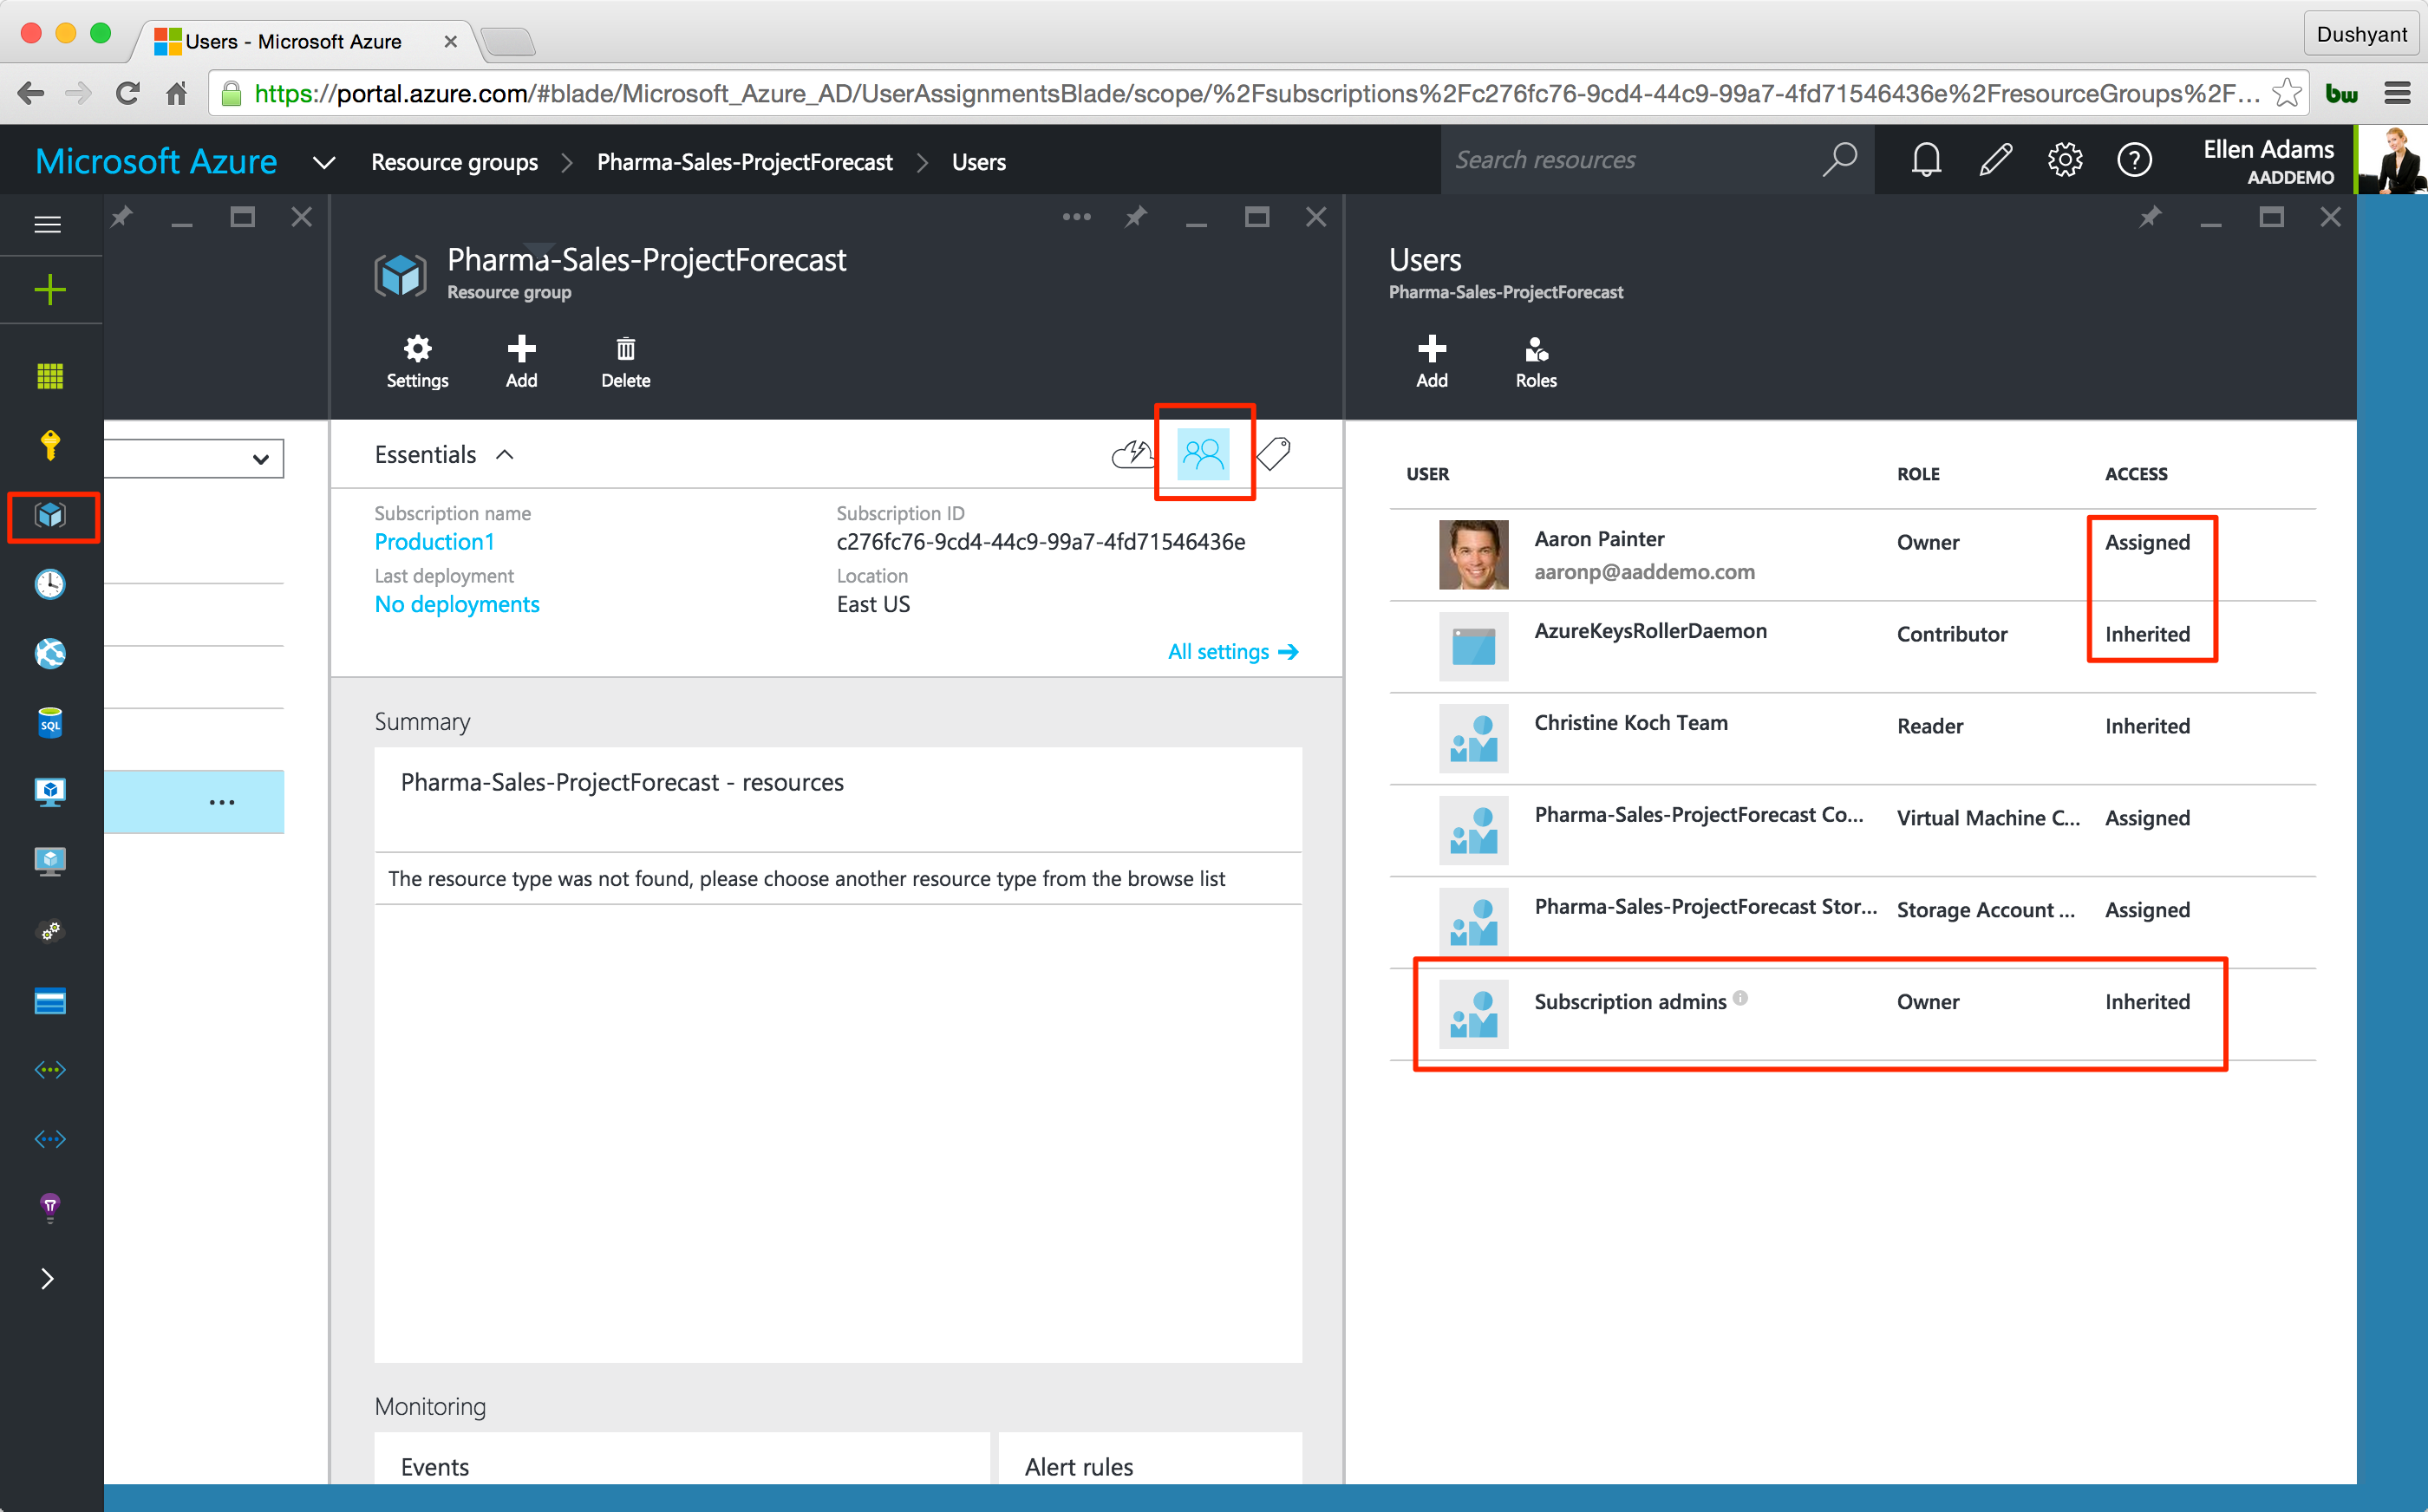 Users - Microsoft Azure
Dushyant
https://portal.azure.com/#blade/Microsoft_Azure_AD/UserAssignmentsBlade/scope/%2Fsubscriptions%2Fc276fc76-9cd4-44c9-99a7-4fd71546436e%2FresourceGroups%2F...
bw
Microsoft Azure
Resource groups
Pharma-Sales-ProjectForecast
Users
Search resources
Ellen Adams
AADDEMO
Pharma-Sales-ProjectForecast
Resource group
Settings
Add
Delete
Essentials
Subscription name
Production1
Subscription ID
c276fc76-9cd4-44c9-99a7-4fd71546436e
Last deployment
No deployments
Location
East US
All settings
Summary
Pharma-Sales-ProjectForecast - resources
The resource type was not found, please choose another resource type from the browse list
Monitoring
Events
Alert rules
SQL
Users
Pharma-Sales-ProjectForecast
Add
Roles
USER ROLE ACCESS
Aaron Painter Owner Assigned
aaronp@aaddemo.com
AzureKeysRollerDaemon Contributor Inherited
Christine Koch Team Reader Inherited
Pharma-Sales-ProjectForecast Co... Virtual Machine C... Assigned
Pharma-Sales-ProjectForecast Stor... Storage Account ... Assigned
Subscription admins Owner Inherited